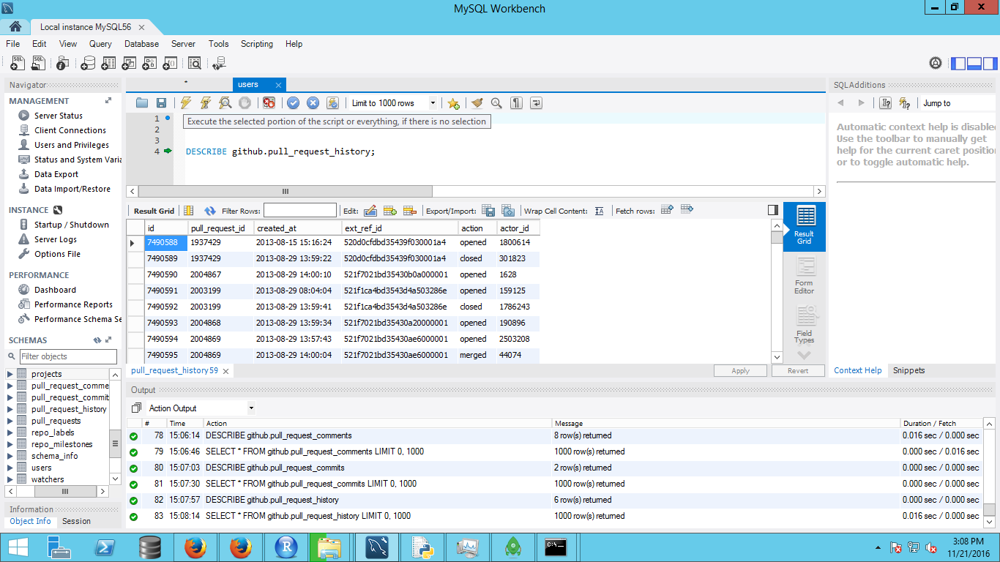 MySQL Workbench
Local instance MySQL56
File Edit View Query Database Server Tools Scripting Help
Navigator
MANAGEMENT
Server Status
Client Connections
Users and Privileges
Status and System Varia
Data Export
Data Import/Restore
INSTANCE
Startup / Shutdown
Server Logs
Options File
PERFORMANCE
Dashboard
Performance Reports
Performance Schema Se
SCHEMAS
Filter objects
projects
pull_request_comme
pull_request_commit
pull_request_history
pull_requests
repo_labels
repo_milestones
schema_info
users
watchers
Information
Object Info Session
users
Limit to 1000 rows
1
Execute the selected portion of the script or everything, if there is no selection
2
3
4 DESCRIBE github.pull_request_history;
Result Grid Filter Rows: Edit: Export/Import: Wrap Cell Content: Fetch rows:
id pull_request_id created_at ext_ref_id action actor_id
7490588 1937429 2013-08-15 15:16:24 520d0cfdbd35439f030001a4 opened 1800614
7490589 1937429 2013-08-29 13:59:22 520d0cfdbd35439f030001a4 closed 301823
7490590 2004867 2013-08-29 14:00:10 521f7021bd35430b0a000001 opened 1628
7490591 2003199 2013-08-29 08:04:04 521f1ca4bd3543d4a503286e opened 159125
7490592 2003199 2013-08-29 13:59:41 521f1ca4bd3543d4a503286e closed 1786243
7490593 2004868 2013-08-29 13:59:34 521f7021bd35430a20000001 opened 190896
7490594 2004869 2013-08-29 13:57:43 521f7021bd35430ae6000001 opened 2503208
7490595 2004869 2013-08-29 14:00:04 521f7021bd35430ae6000001 merged 44074
Result
Grid
Form
Editor
Field
Types
pull_request_history59
Apply Revert
SQLAdditions
Jump to
Automatic context help is disabled
Use the toolbar to manually get
help for the current caret position
or to toggle automatic help.
Context Help Snippets
Output
Action Output
# Time Action Message Duration / Fetch
78 15:06:14 DESCRIBE github.pull_request_comments 8 row(s) returned 0.016 sec / 0.000 sec
79 15:06:46 SELECT * FROM github.pull_request_comments LIMIT 0, 1000 1000 row(s) returned 0.000 sec / 0.016 sec
80 15:07:03 DESCRIBE github.pull_request_commits 2 row(s) returned 0.000 sec / 0.000 sec
81 15:07:30 SELECT * FROM github.pull_request_commits LIMIT 0, 1000 1000 row(s) returned 0.000 sec / 0.000 sec
82 15:07:57 DESCRIBE github.pull_request_history 6 row(s) returned 0.000 sec / 0.000 sec
83 15:08:14 SELECT * FROM github.pull_request_history LIMIT 0, 1000 1000 row(s) returned 0.016 sec / 0.000 sec
3:08 PM
11/21/2016